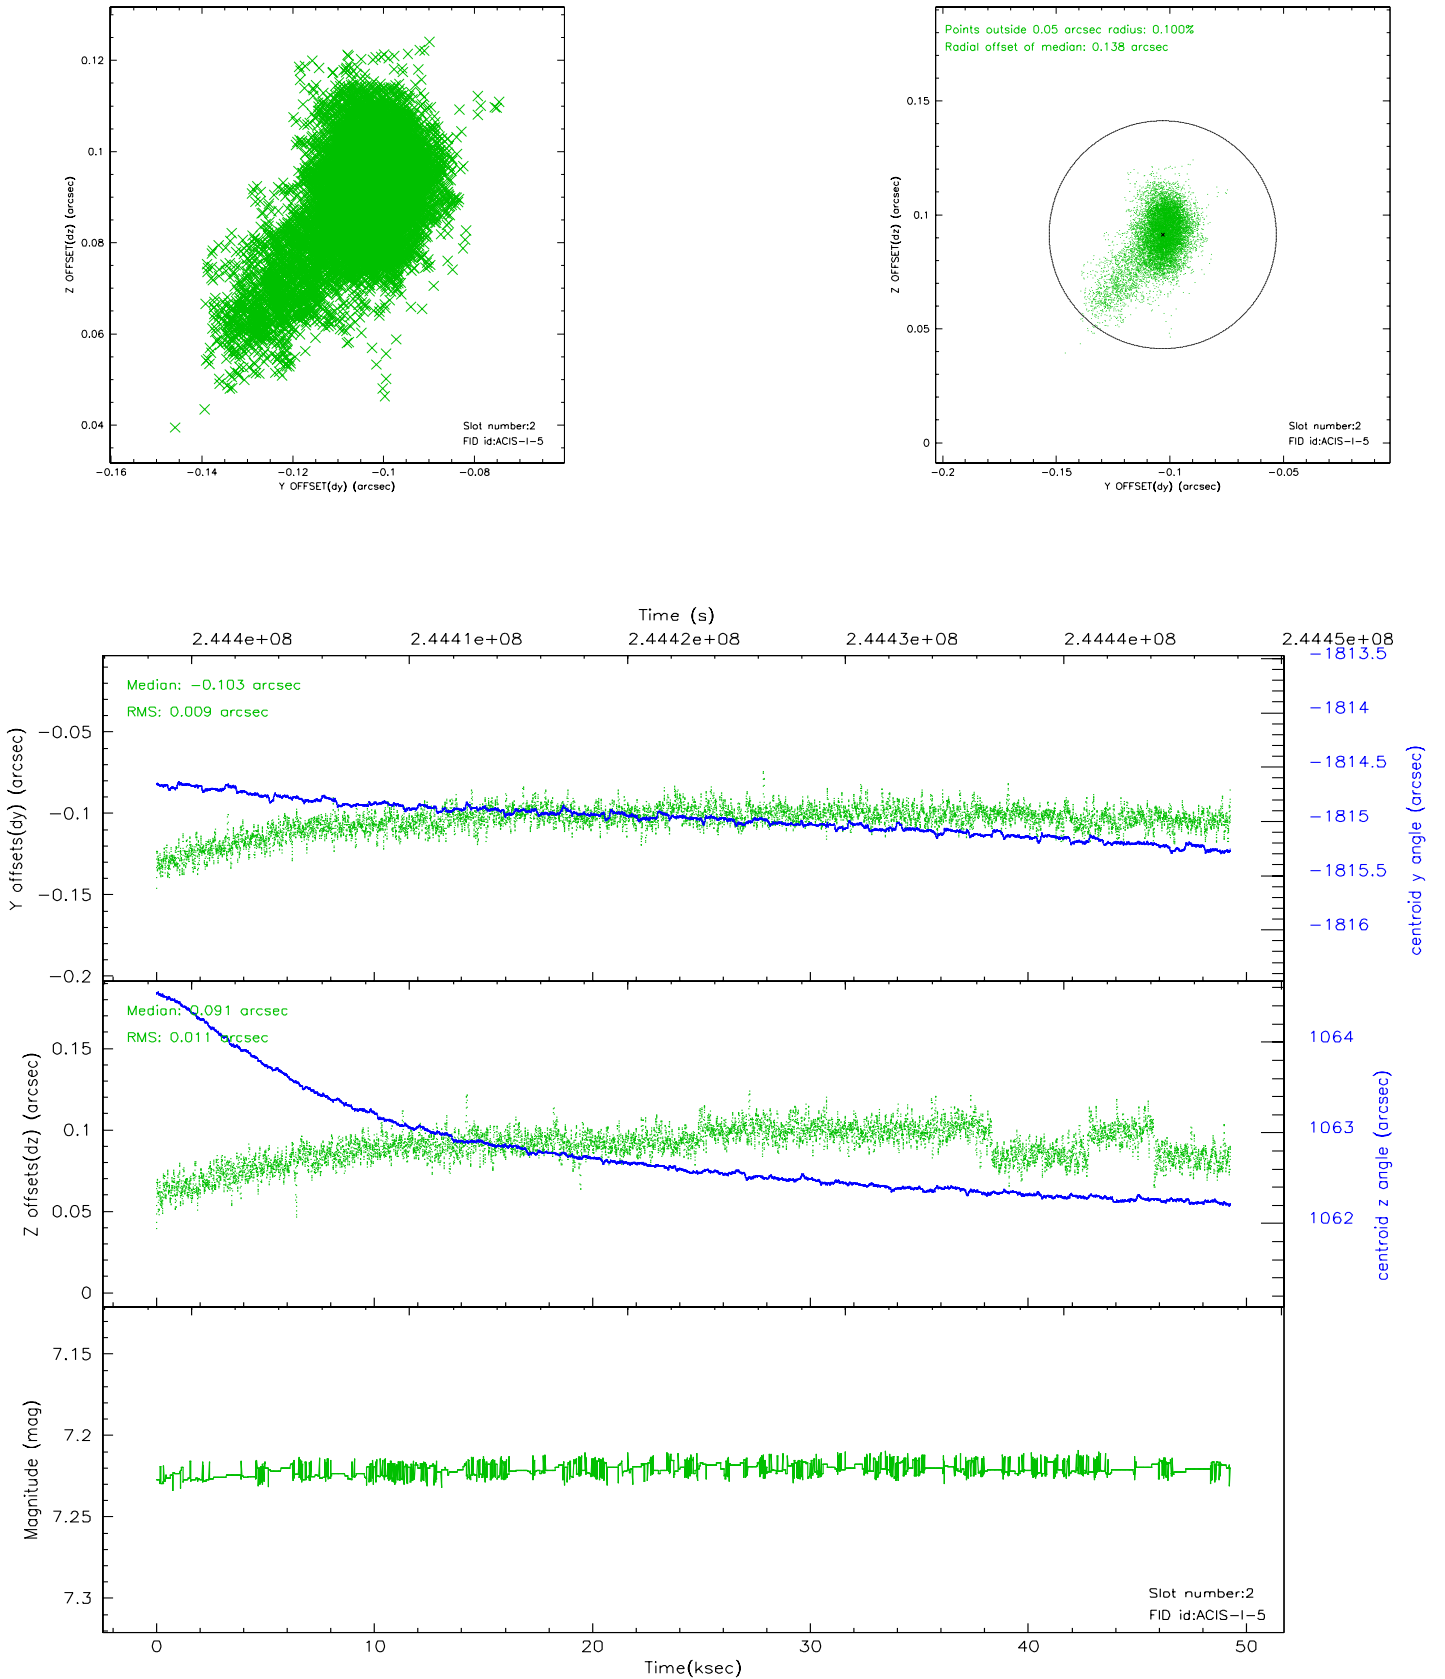 0.12
0.1
0.08
0.06
0.04
Z OFFSET(dz) (arcsec)
Slot number:2
FID id:ACIS-I-5
-0.16
-0.14
-0.12
-0.1
-0.08
Y OFFSET(dy) (arcsec)
Points outside 0.05 arcsec radius: 0.100%
Radial offset of median: 0.138 arcsec
0.15
0.1
0.05
0
Z OFFSET(dz) (arcsec)
Slot number:2
FID id:ACIS-I-5
-0.2
-0.15
-0.1
-0.05
Y OFFSET(dy) (arcsec)
Time (s)
2.444e+08
2.4441e+08
2.4442e+08
2.4443e+08
2.4444e+08
2.4445e+08
Median: -0.103 arcsec
RMS: 0.009 arcsec
-0.05
-0.1
-0.15
-0.2
Y offsets(dy) (arcsec)
-1813.5
-1814
-1814.5
-1815
-1815.5
-1816
centroid y angle (arcsec)
Median: 0.091 arcsec
RMS: 0.011 arcsec
0.15
0.1
0.05
0
Z offsets(dz) (arcsec)
1064
1063
1062
centroid z angle (arcsec)
7.15
7.2
7.25
7.3
Magnitude (mag)
Slot number:2
FID id:ACIS-I-5
0
10
20
30
40
50
Time(ksec)